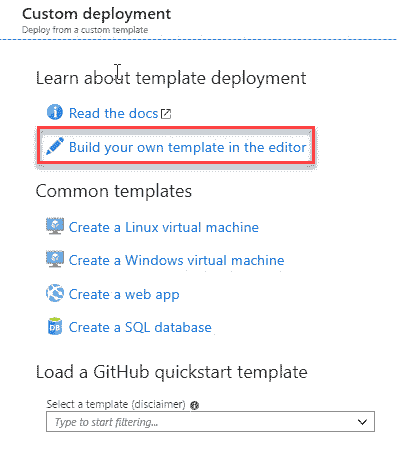 Custom deployment
Deploy from a custom template
Learn about template deployment
Read the docs
Build your own template in the editor
Common templates
Create a Linux virtual machine
Create a Windows virtual machine
Create a web app
DB Create a SQL database
Load a GitHub quickstart template
Select a template (disclaimer)
Type to start filtering...